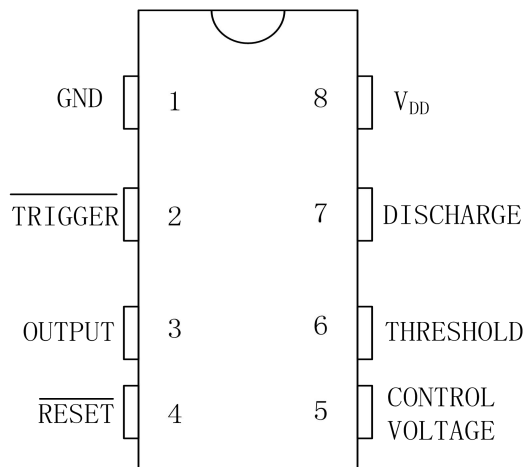 GND 1 8 VDD
TRIGGER 2 7 DISCHARGE
OUTPUT 3 6 THRESHOLD
RESET 4 5 CONTROL
VOLTAGE